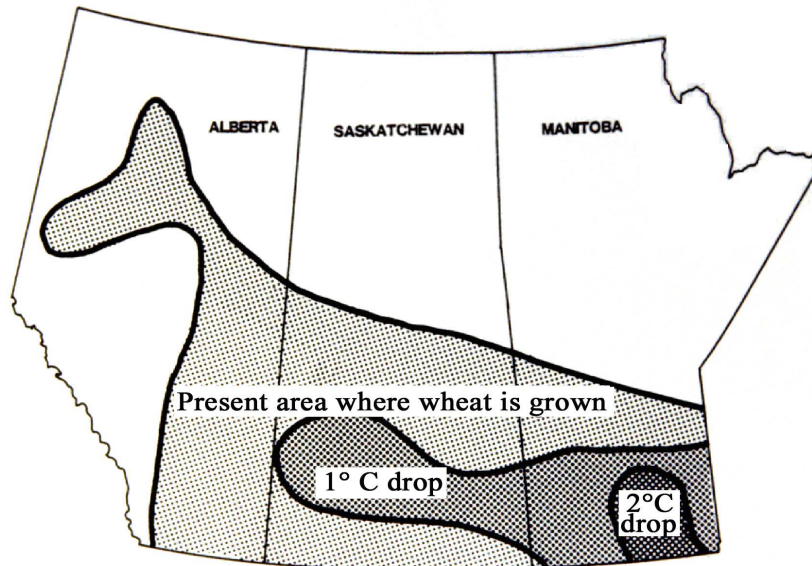 ALBERTA
SASKATCHEWAN
MANITOBA
Present area where wheat is grown
1° C drop
2°C
drop